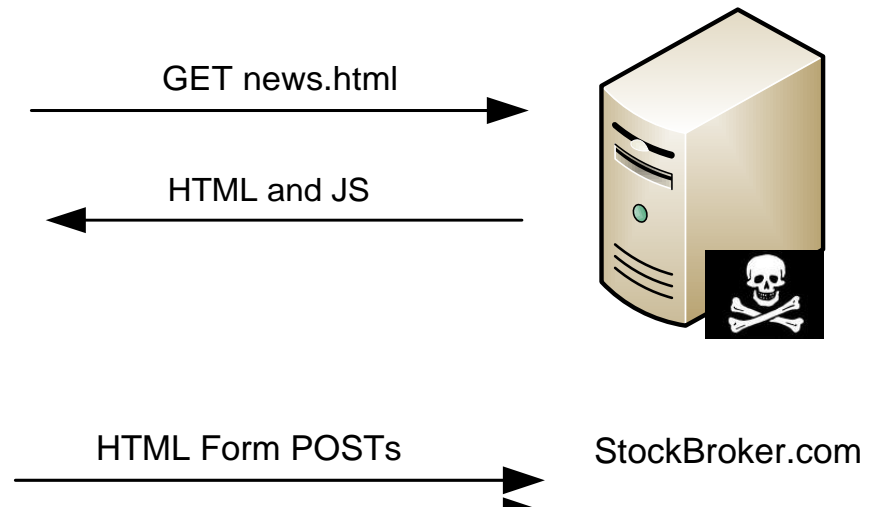 GET news.html
HTML and JS
HTML Form POSTs
StockBroker.com